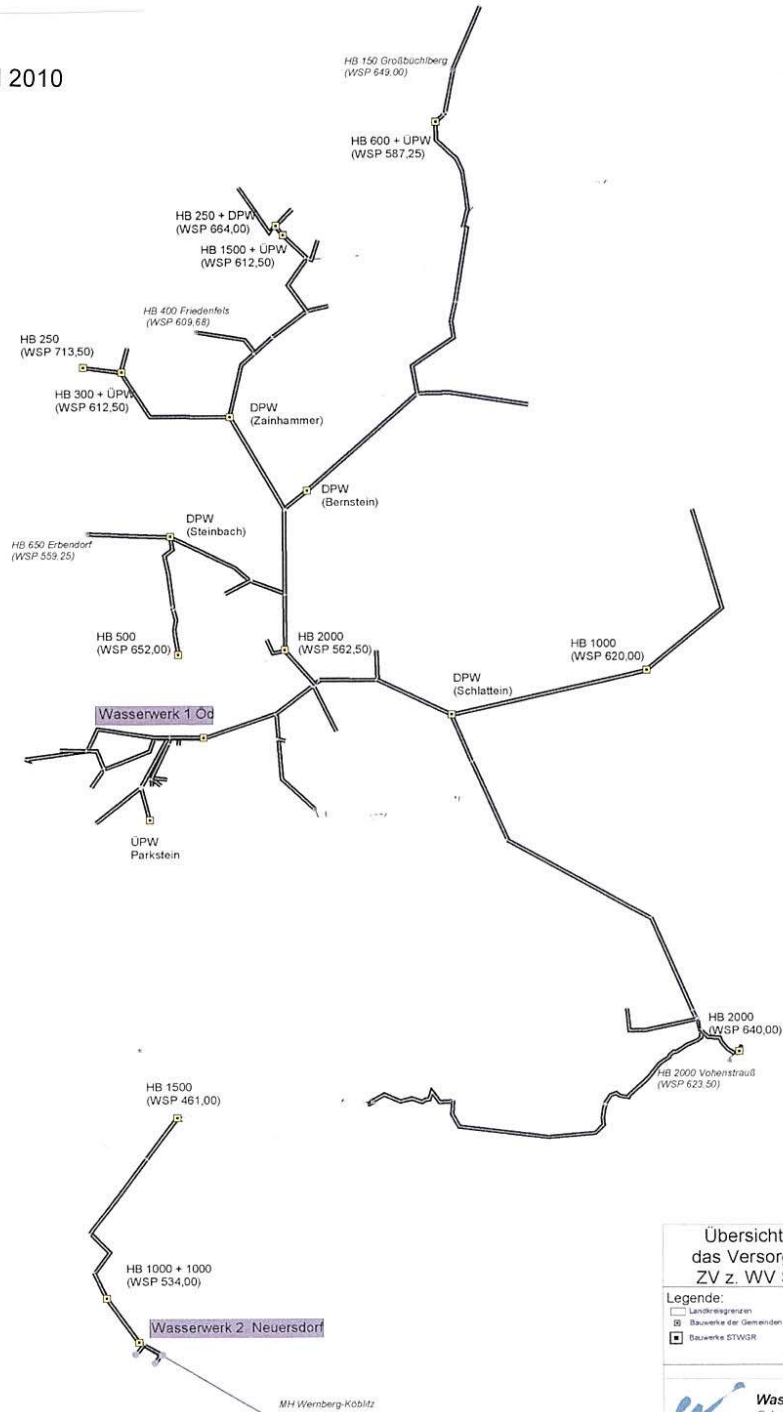 2010
HB 150 Großbüchlberg
(WSP 649,00)
HB 600 + ÜPW
(WSP 587,25)
HB 250 + DPW
(WSP 664,00)
HB 1500 + ÜPW
(WSP 612,50)
HB 400 Friedenfels
(WSP 609,68)
HB 250
(WSP 713,50)
HB 300 + ÜPW
(WSP 612,50)
DPW
(Zainhammer)
DPW
(Bernstein)
DPW
(Steinbach)
HB 650 Erbendorf
(WSP 559,25)
HB 500
(WSP 652,00)
HB 2000
(WSP 562,50)
HB 1000
(WSP 620,00)
DPW
(Schlattein)
Wasserwerk 1 Öd
ÜPW
Parkstein
HB 2000
(WSP 640,00)
HB 2000 Vohenstrauß
(WSP 623,50)
HB 1500
(WSP 461,00)
HB 1000 + 1000
(WSP 534,00)
Wasserwerk 2. Neuersdorf
MH Wernberg-Köblitz
Übersicht
das Versor
ZV z. WV
Legende:
Landkreisgrenzen
Bauwerke der Gemeinden
Bauwerke STWGR
Was